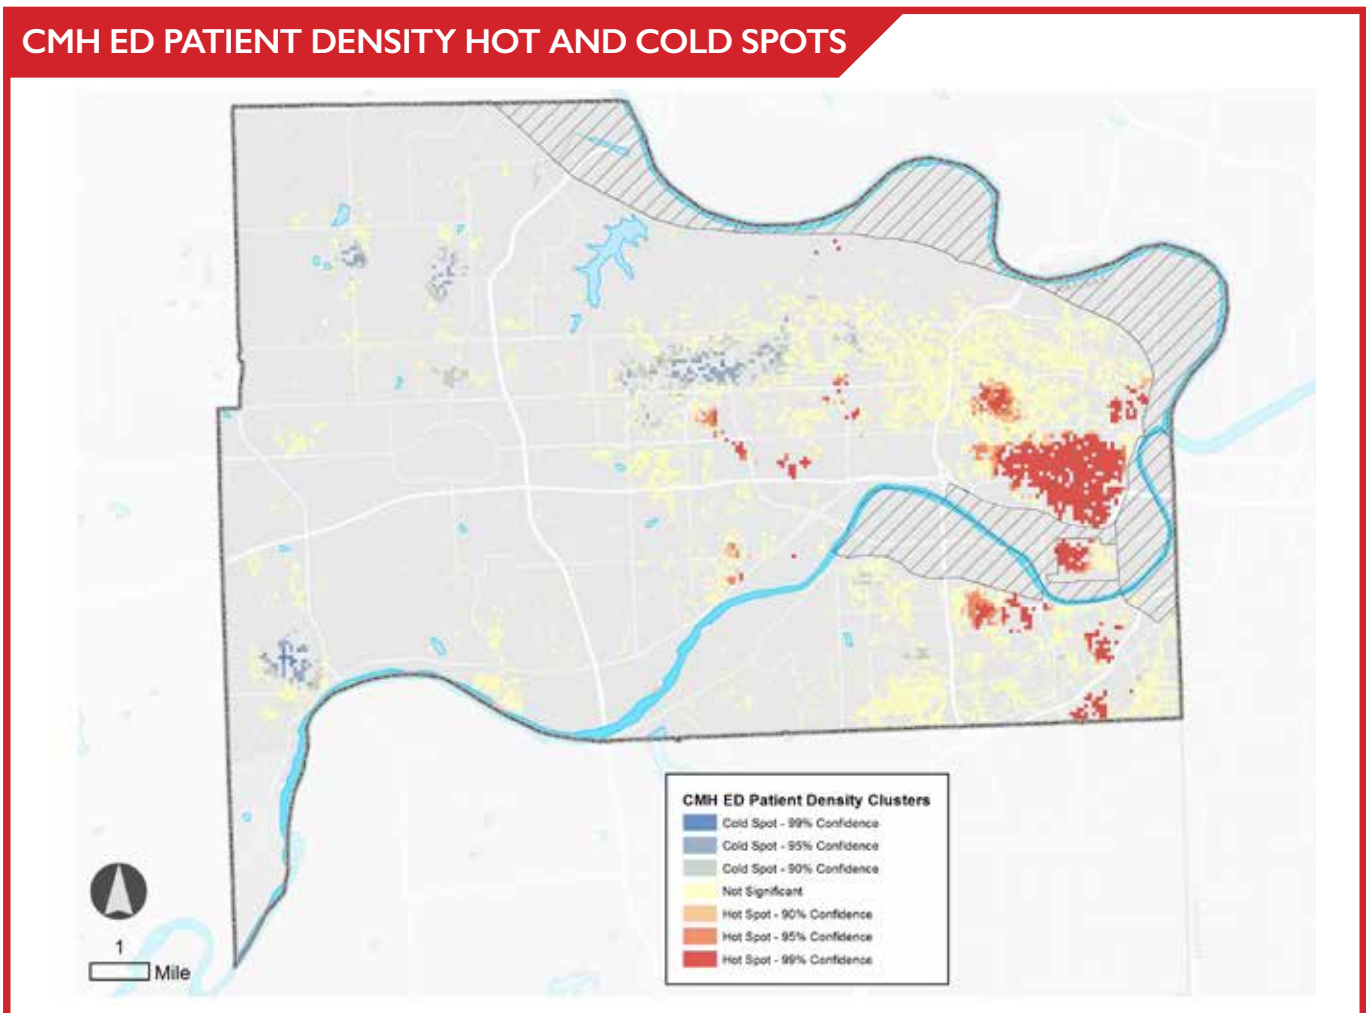 CMH ED PATIENT DENSITY HOT AND COLD SPOTS
CMH ED Patient Density Clusters
Cold Spot - 99% Confidence
Cold Spot - 95% Confidence
Cold Spot - 90% Confidence
Not Significant
Hot Spot - 90% Confidence
Hot Spot - 95% Confidence
Hot Spot - 99% Confidence
1
Mile